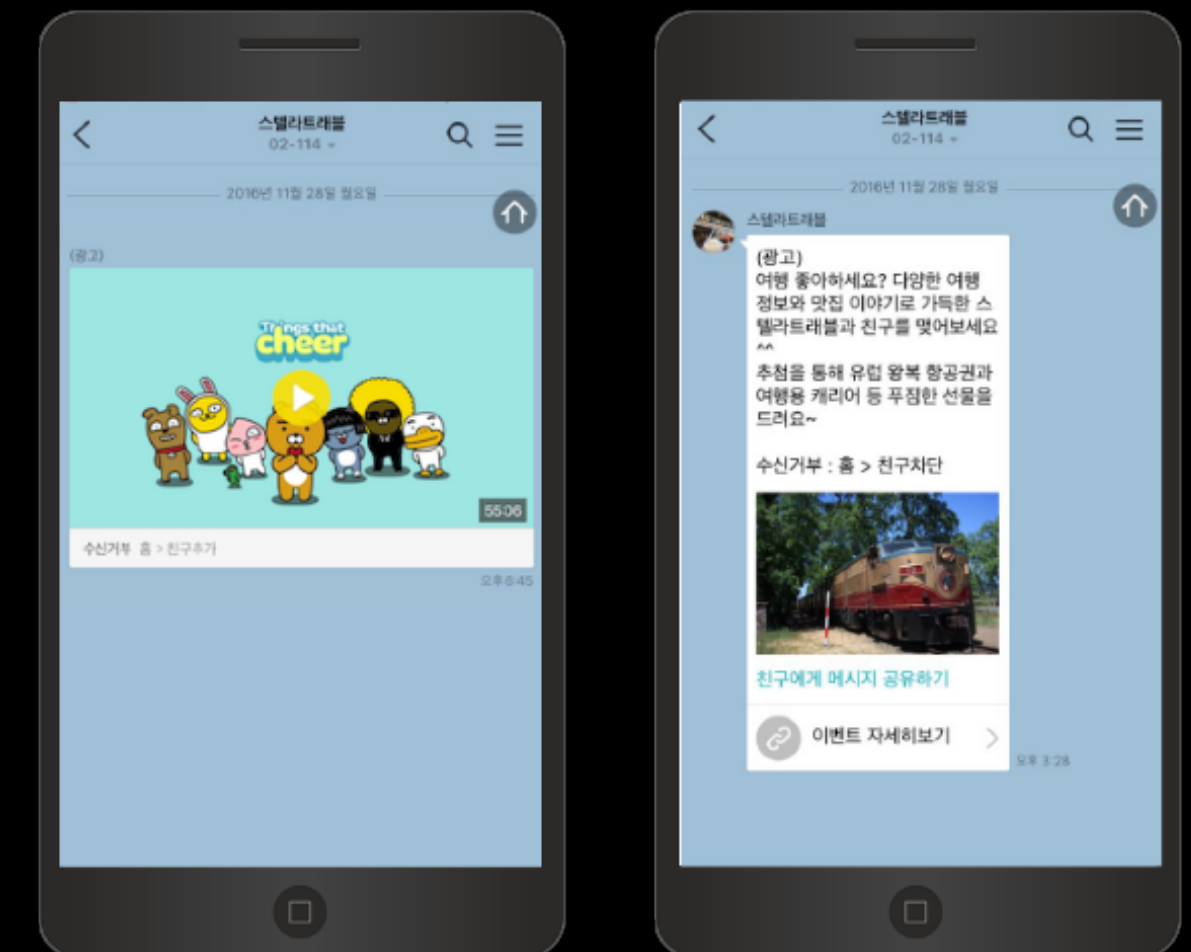 스텔라트래블
02-114
2016년 11월 28일 월요일
(광고)
Things that
cheer
55:06
수신거부 홈 > 친구추가
오후 6:45
스텔라트래블
02-114
2016년 11월 28일 월요일
스텔라트래블
(광고)
여행 좋아하세요? 다양한 여행
정보와 맛집 이야기로 가득한 스
텔라트래블과 친구를 맺어보세요
^^
추첨을 통해 유럽 왕복 항공권과
여행용 캐리어 등 푸짐한 선물을
드려요~
수신거부 : 홈 > 친구차단
친구에게 메시지 공유하기
이벤트 자세히보기
오후 3:28